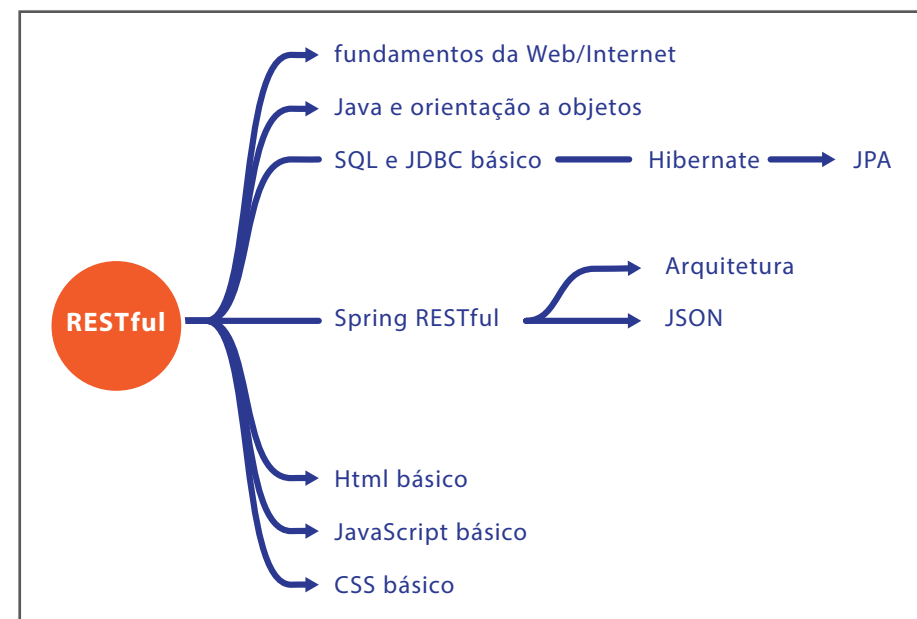 fundamentos da Web/Internet
Java e orientação a objetos
SQL e JDBC básico Hibernate JPA
Arquitetura
RESTful Spring RESTful JSON
Html básico
JavaScript básico
CSS básico